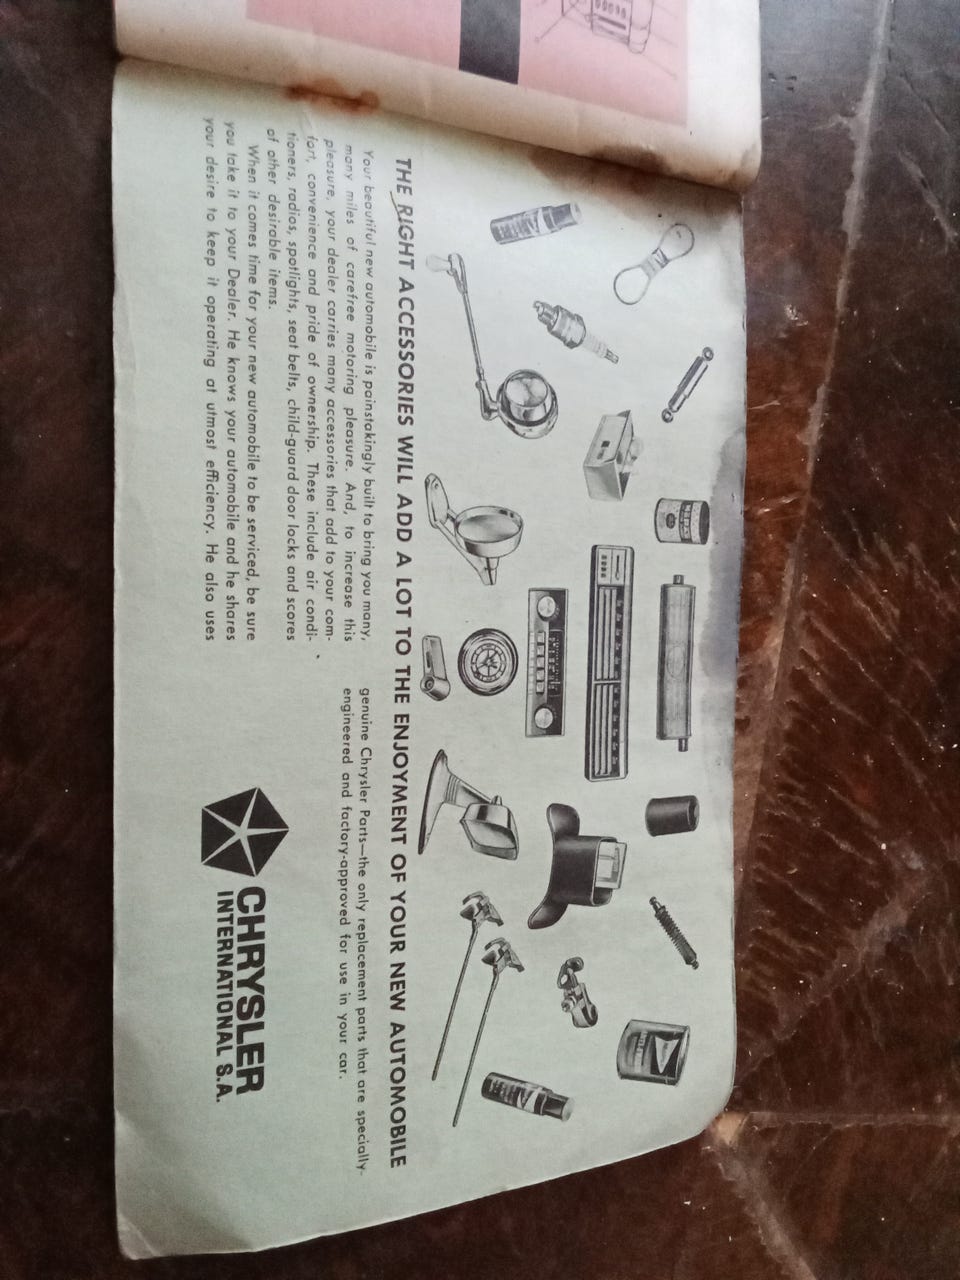 THE RIGHT ACCESSORIES WILL ADD A LOT TO THE ENJOYMENT OF YOUR NEW AUTOMOBILE
Your beautiful new automobile is painstakingly built to bring you many,
many miles of carefree motoring pleasure. And, to increase this
pleasure, your dealer carries many accessories that add to your com-
fort, convenience and pride of ownership. These include air condi-
tioners, radios, spotlights, seat belts, child-guard door locks and scores
of other desirable items.
When it comes time for your new automobile to be serviced, be sure
you take it to your Dealer. He knows your automobile and he shares
your desire to keep it operating at utmost efficiency. He also uses
genuine Chrysler Parts—the only replacement parts that are specially-
engineered and factory-approved for use in your car.
CHRYSLER
INTERNATIONAL S.A.